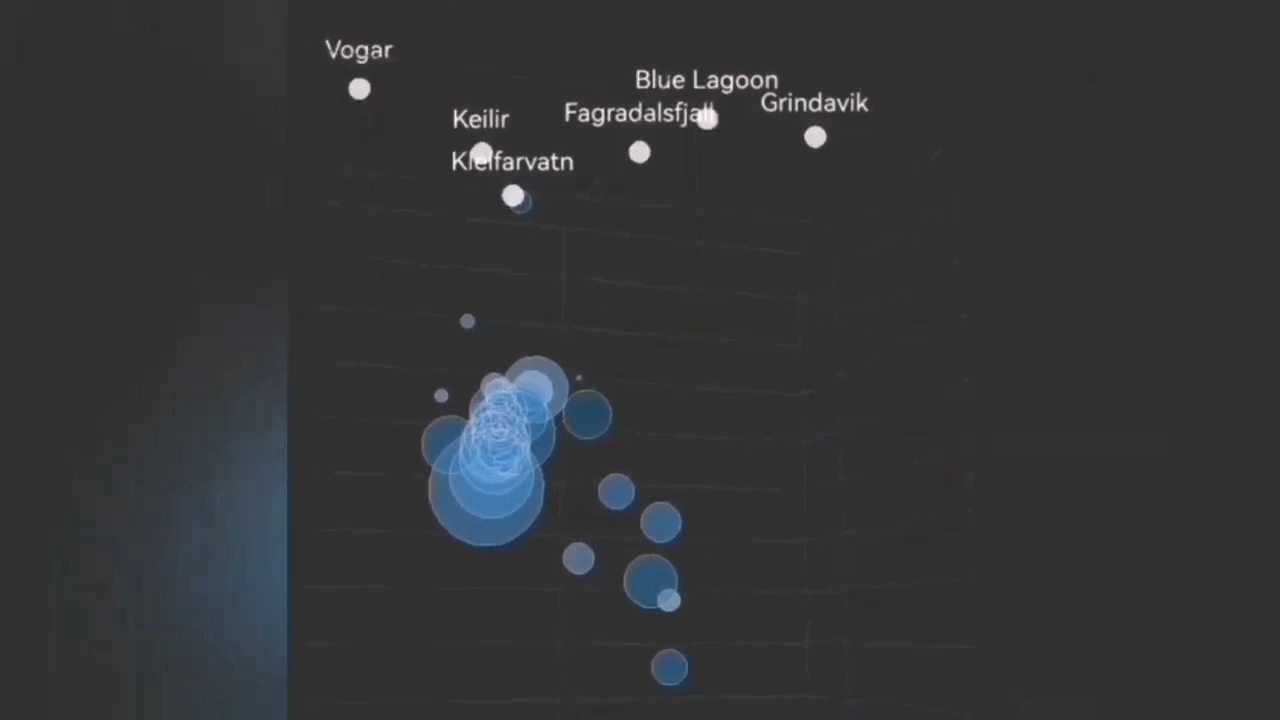 Vogar
Blue Lagoon
Grindavik
Fagradalsfjall
Keilir
Kleifarvatn